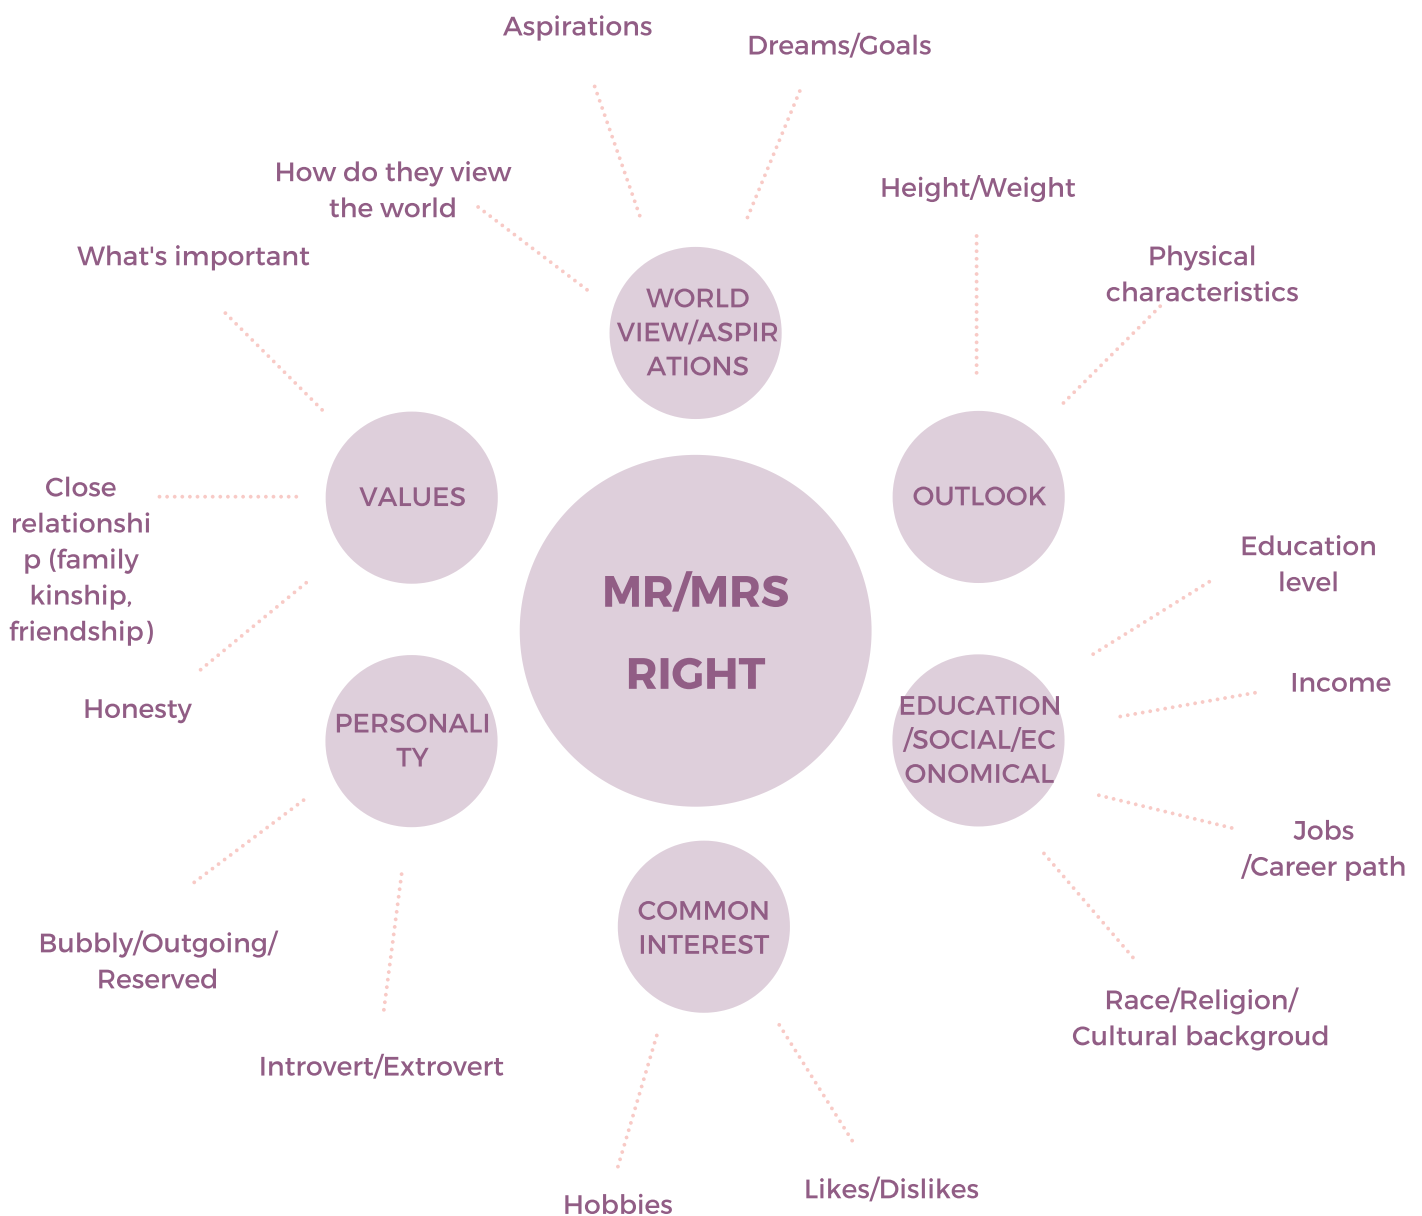 Aspirations
Dreams/Goals
How do they view
the world
Height/Weight
What's important
Physical
characteristics
WORLD
VIEW/ASPIR
ATIONS
VALUES
OUTLOOK
Close
relationshi
p (family
kinship,
friendship)
Education
level
MR/MRS
RIGHT
Honesty
Income
PERSONALI
TY
EDUCATION
/SOCIAL/EC
ONOMICAL
Jobs
/Career path
COMMON
INTEREST
Bubbly/Outgoing/
Reserved
Race/Religion/
Cultural backgroud
Introvert/Extrovert
Hobbies
Likes/Dislikes